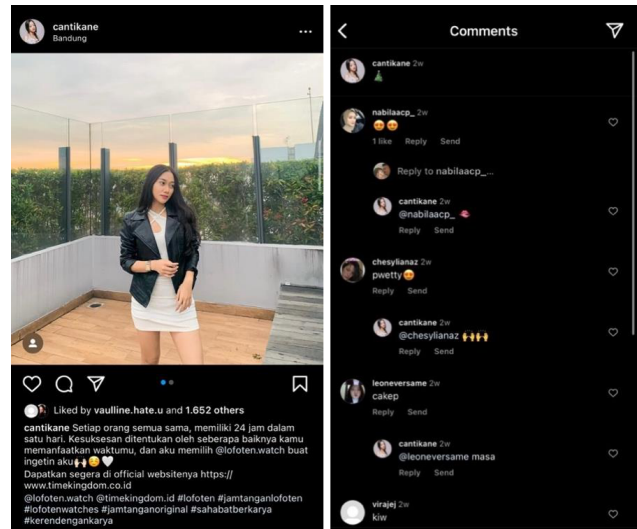 cantikane
Bandung
Liked by vaulline.hate.u and 1.652 others
cantikane Setiap orang semua sama, memiliki 24 jam dalam
satu hari. Kesuksesan ditentukan oleh seberapa baiknya kamu
memanfaatkan waktumu, dan aku memilih @lofoten.watch buat
ingetin aku🙌☺️🤍
Dapatkan segera di official websitenya https://
www.timekingdom.co.id
@lofoten.watch @timekingdom.id #lofoten #jamtanganlofoten
#lofotenwatches #jamtanganoriginal #sahabatberkarya
#kerendengankarya
Comments
cantikane 2w
🎄
nabilaacp_ 2w
😍😍
1 like Reply Send
Reply to nabilaacp_...
cantikane 2w
@nabilaacp_
Reply Send
chesylianaz 2w
pwetty😍
Reply Send
cantikane 2w
@chesylianaz 🙌🙌
Reply Send
leoneversame 2w
cakep
Reply Send
cantikane 2w
@leoneversame masa
Reply Send
virajej 2w
kiw